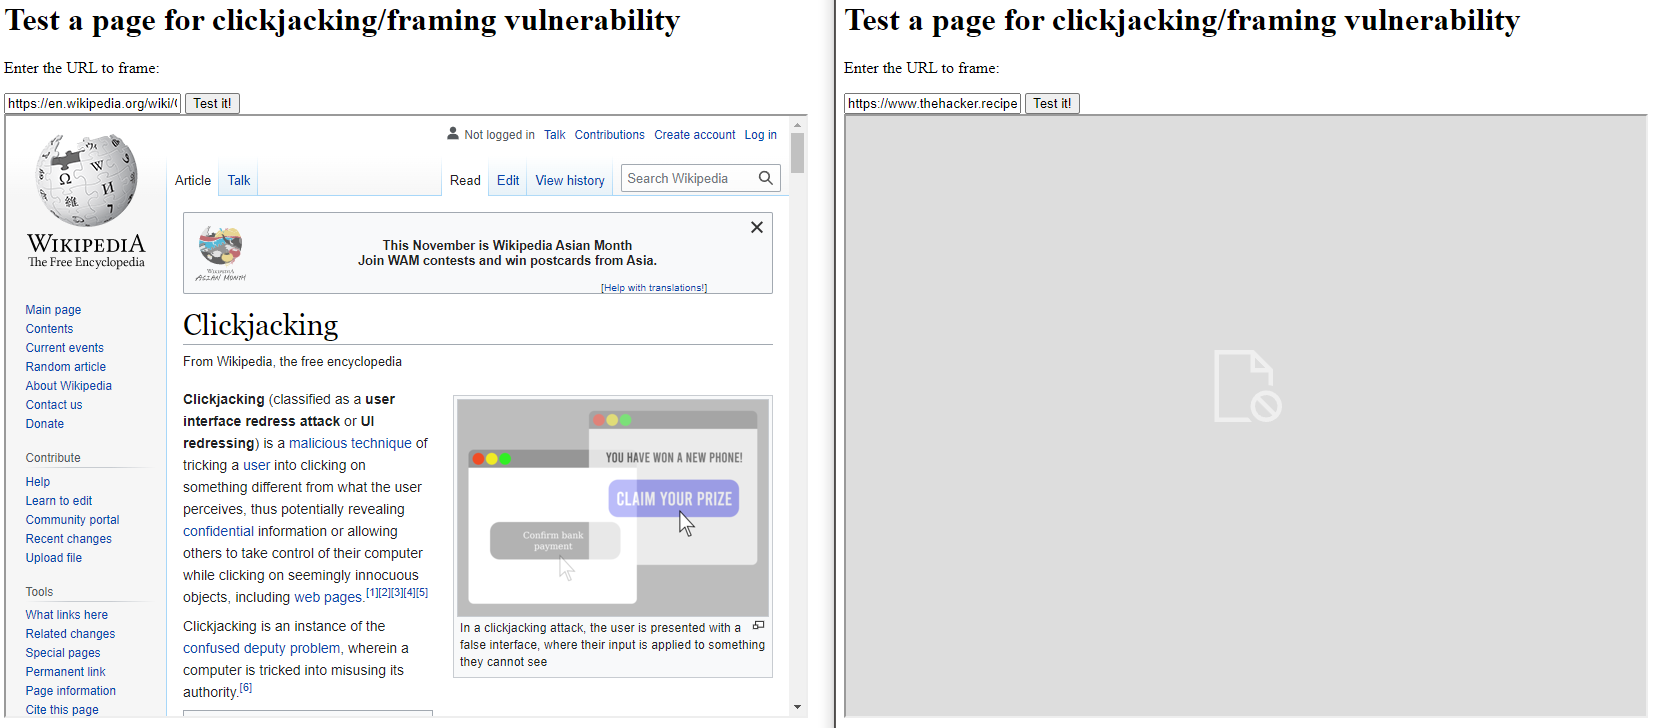 Test a page for clickjacking/framing vulnerability
Enter the URL to frame:
https://en.wikipedia.org/wiki/
Test it!
Not logged in Talk Contributions Create account Log in
Article Talk
Read Edit View history
Search Wikipedia
WIKIPEDIA
The Free Encyclopedia
This November is Wikipedia Asian Month
Join WAM contests and win postcards from Asia.
[Help with translations!]
WIKIPEDIA
ASIAN MONTH
Main page
Contents
Current events
Random article
About Wikipedia
Contact us
Donate
Contribute
Help
Learn to edit
Community portal
Recent changes
Upload file
Tools
What links here
Related changes
Special pages
Permanent link
Page information
Cite this page
Clickjacking
From Wikipedia, the free encyclopedia
Clickjacking (classified as a user
interface redress attack or UI
redressing) is a malicious technique of
tricking a user into clicking on
something different from what the user
perceives, thus potentially revealing
confidential information or allowing
others to take control of their computer
while clicking on seemingly innocuous
objects, including web pages.[1][2][3][4][5]
Clickjacking is an instance of the
confused deputy problem, wherein a
computer is tricked into misusing its
authority.[6]
YOU HAVE WON A NEW PHONE!
CLAIM YOUR PRIZE
Confirm bank
payment
In a clickjacking attack, the user is presented with a
false interface, where their input is applied to something
they cannot see
Test a page for clickjacking/framing vulnerability
Enter the URL to frame:
https://www.thehacker.recipe
Test it!